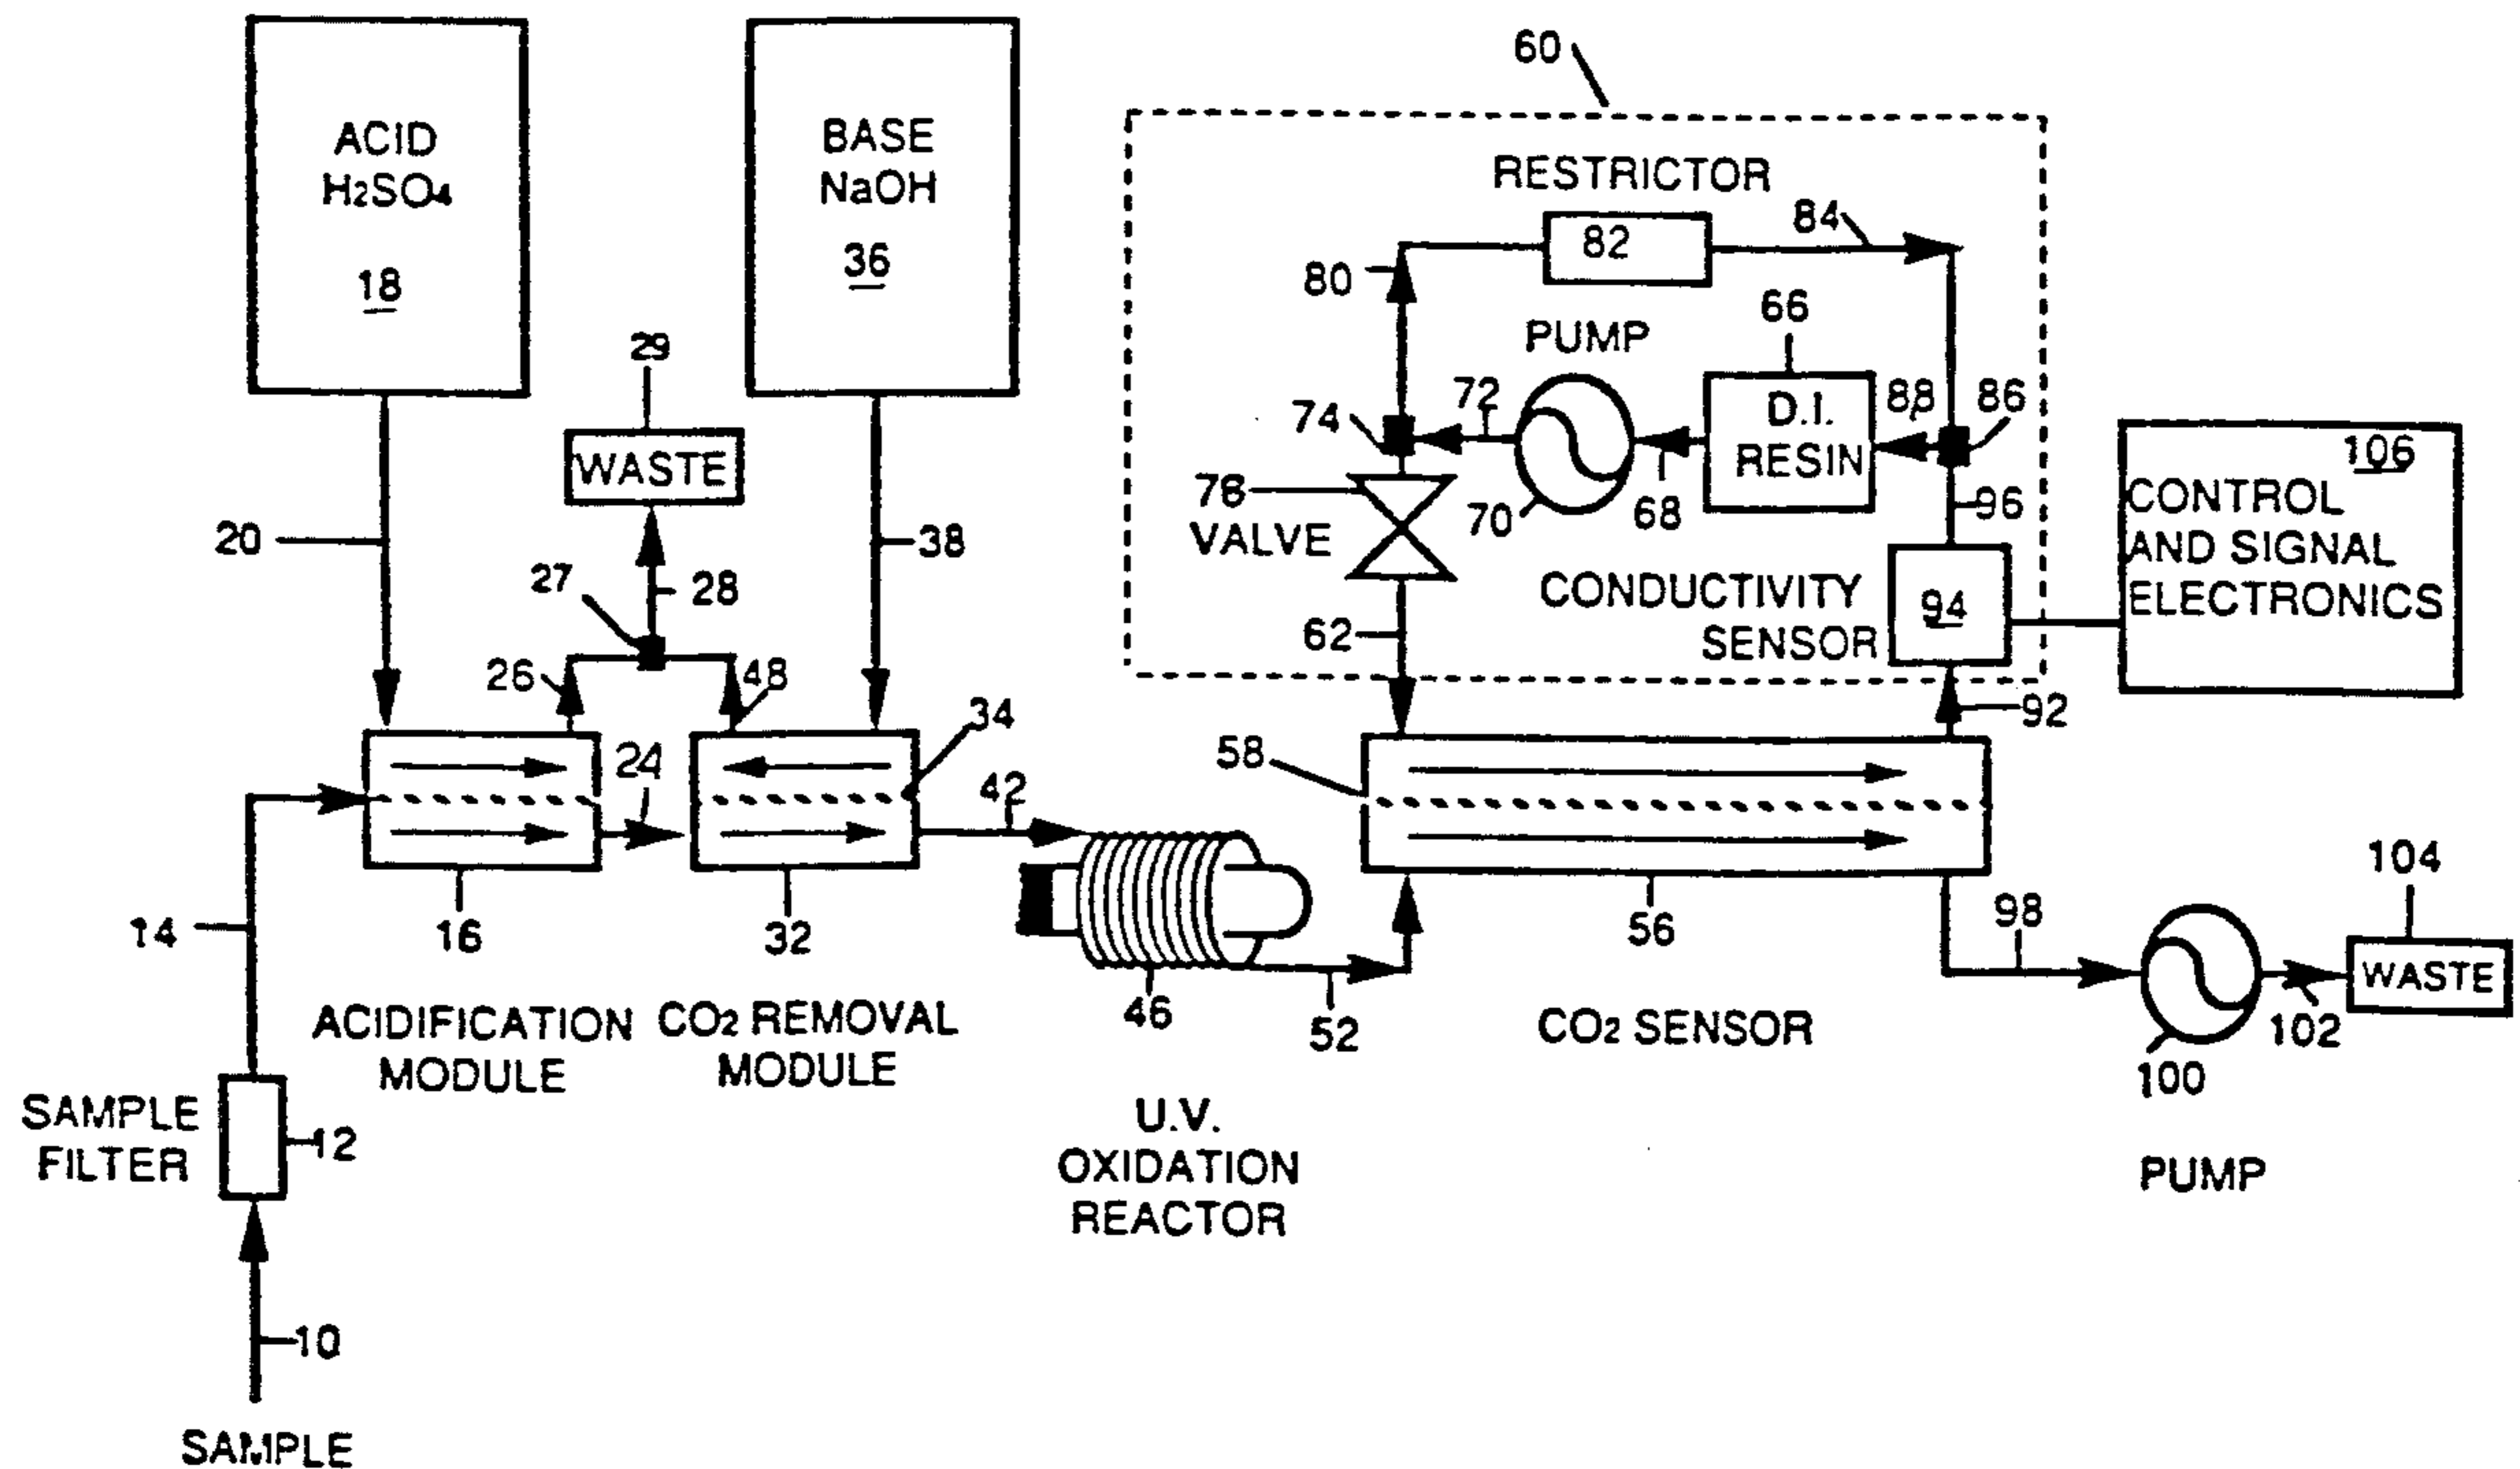 ACID
H2SO4
18
BASE
NaOH
36
60
RESTRICTOR
82
84
80
66
PUMP
29
WASTE
72
74
D.I.
RESIN
88
86
106
CONTROL
AND SIGNAL
ELECTRONICS
76
VALVE
70
68
96
20
38
27
28
CONDUCTIVITY
SENSOR
94
62
26
48
34
92
58
24
42
14
16
32
56
98
104
WASTE
46
52
102
100
ACIDIFICATION
MODULE
CO2 REMOVAL
MODULE
CO2 SENSOR
SAMPLE
FILTER
12
U.V.
OXIDATION
REACTOR
PUMP
10
SAMPLE